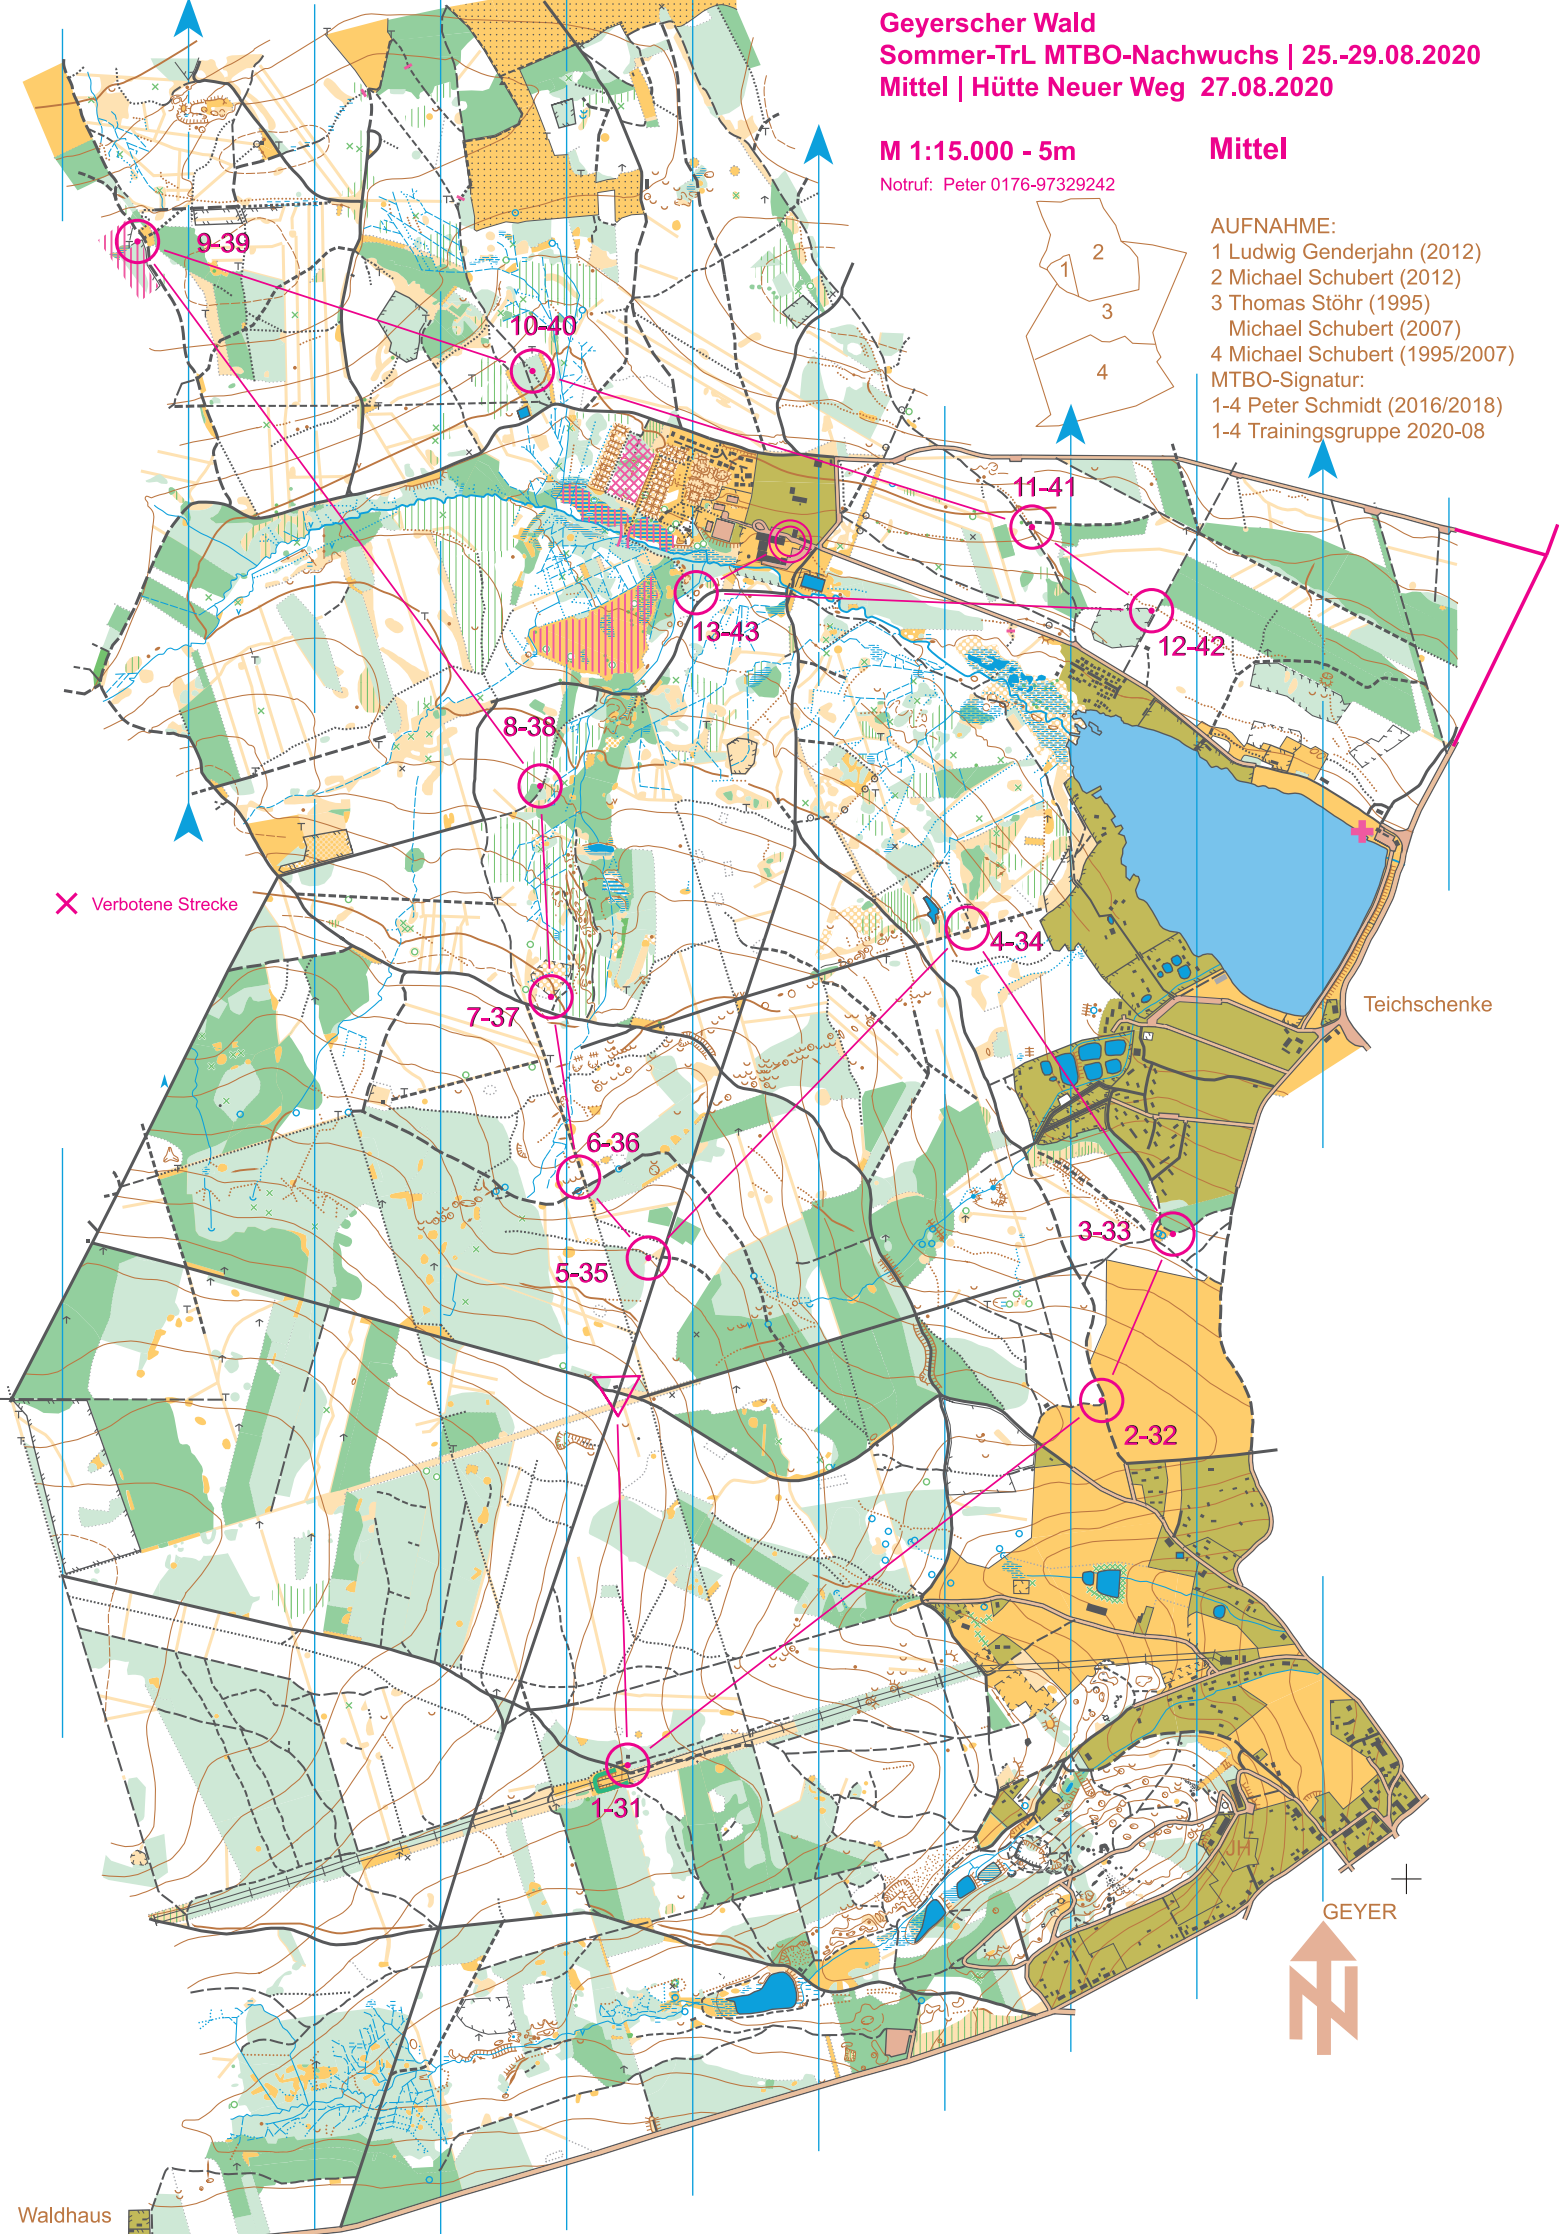 Geyerscher Wald
Sommer-TrL MTBO-Nachwuchs | 25.-29.08.2020
Mittel | Hütte Neuer Weg 27.08.2020
M 1:15.000 - 5m
Mittel
Notruf: Peter 0176-97329242
AUFNAHME:
1 Ludwig Genderjahn (2012)
2 Michael Schubert (2012)
3 Thomas Stöhr (1995)
Michael Schubert (2007)
4 Michael Schubert (1995/2007)
MTBO-Signatur:
1-4 Peter Schmidt (2016/2018)
1-4 Trainingsgruppe 2020-08
2
1
3
4
9-39
10-40
11-41
13-43
12-42
8-38
Verbotene Strecke
4-34
7-37
Teichschenke
6-36
3-33
5-35
2-32
1-31
JH
GEYER
N
Waldhaus